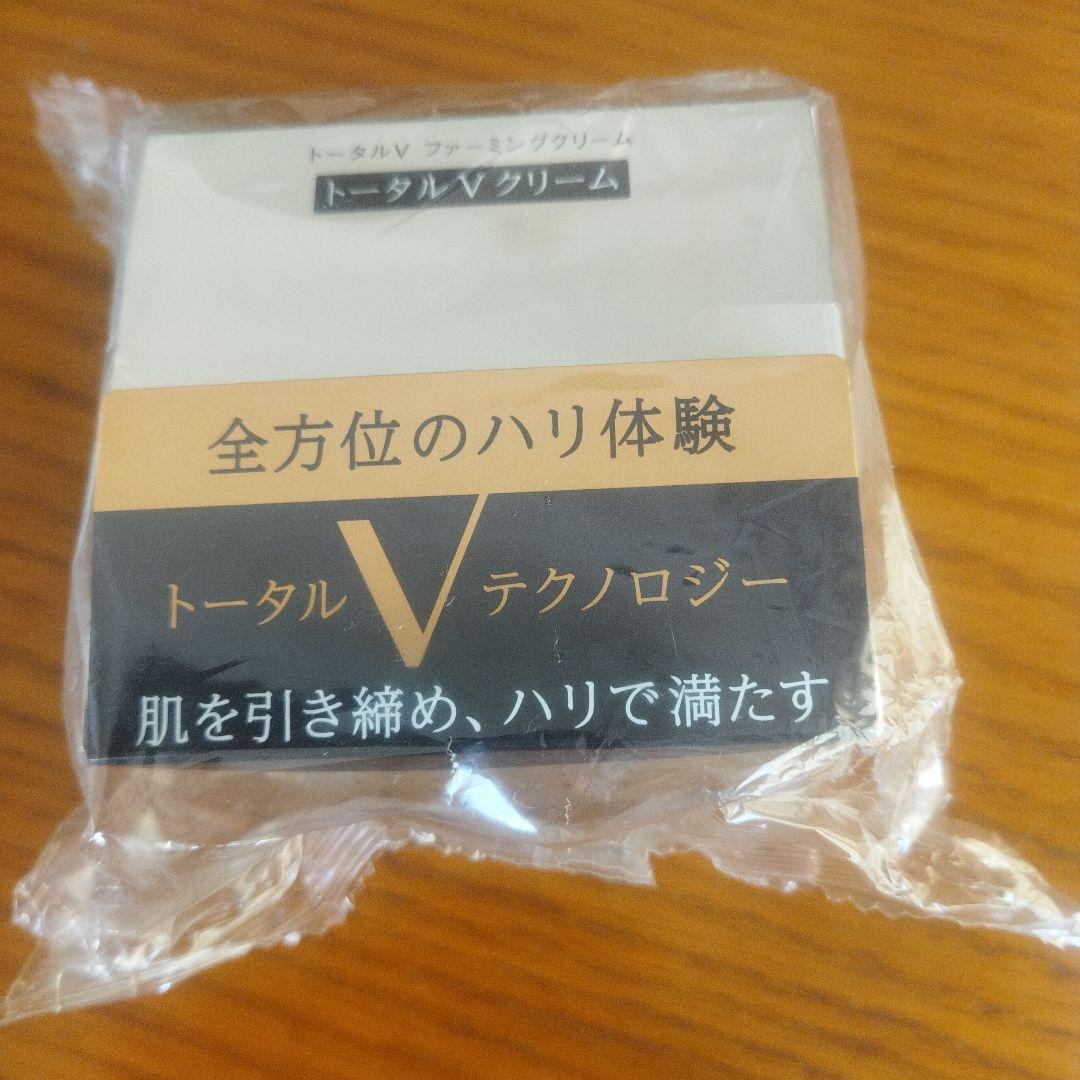 トータルV ファーミングクリーム
トータルVクリーム
全方位のハリ体験
トータルVテクノロジー
肌を引き締め、ハリで満たす